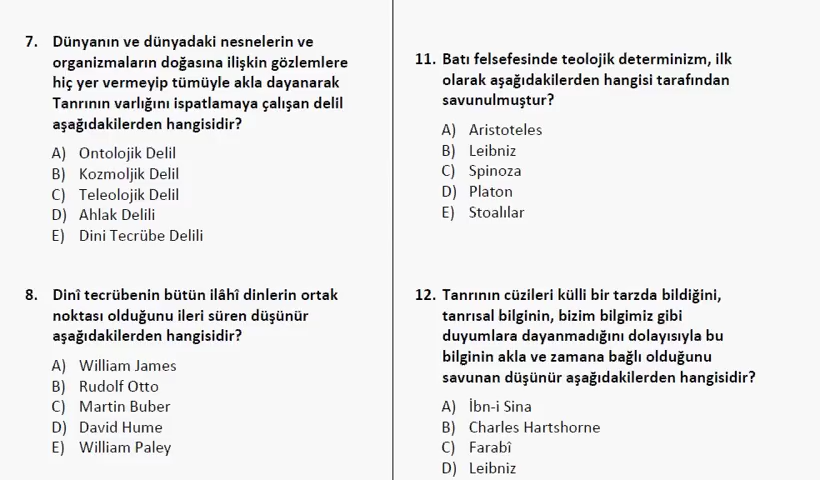 7. Dünyanın ve dünyadaki nesnelerin ve
organizmaların doğasına ilişkin gözlemlere
hiç yer vermeyip tümüyle akla dayanarak
Tanrının varlığını ispatlamaya çalışan delil
aşağıdakilerden hangisidir?
A) Ontolojik Delil
B) Kozmoljik Delil
C) Teleolojik Delil
D) Ahlak Delili
E) Dini Tecrübe Delili
8. Dinî tecrübenin bütün ilâhî dinlerin ortak
noktası olduğunu ileri süren düşünür
aşağıdakilerden hangisidir?
A) William James
B) Rudolf Otto
C) Martin Buber
D) David Hume
E) William Paley
11. Batı felsefesinde teolojik determinizm, ilk
olarak aşağıdakilerden hangisi tarafından
savunulmuştur?
A) Aristoteles
B) Leibniz
C) Spinoza
D) Platon
E) Stoalılar
12. Tanrının cüzileri külli bir tarzda bildiğini,
tanrısal bilginin, bizim bilgimiz gibi
duyumlara dayanmadığını dolayısıyla bu
bilginin akla ve zamana bağlı olduğunu
savunan düşünür aşağıdakilerden hangisidir?
A) İbn-i Sina
B) Charles Hartshorne
C) Farabî
D) Leibniz